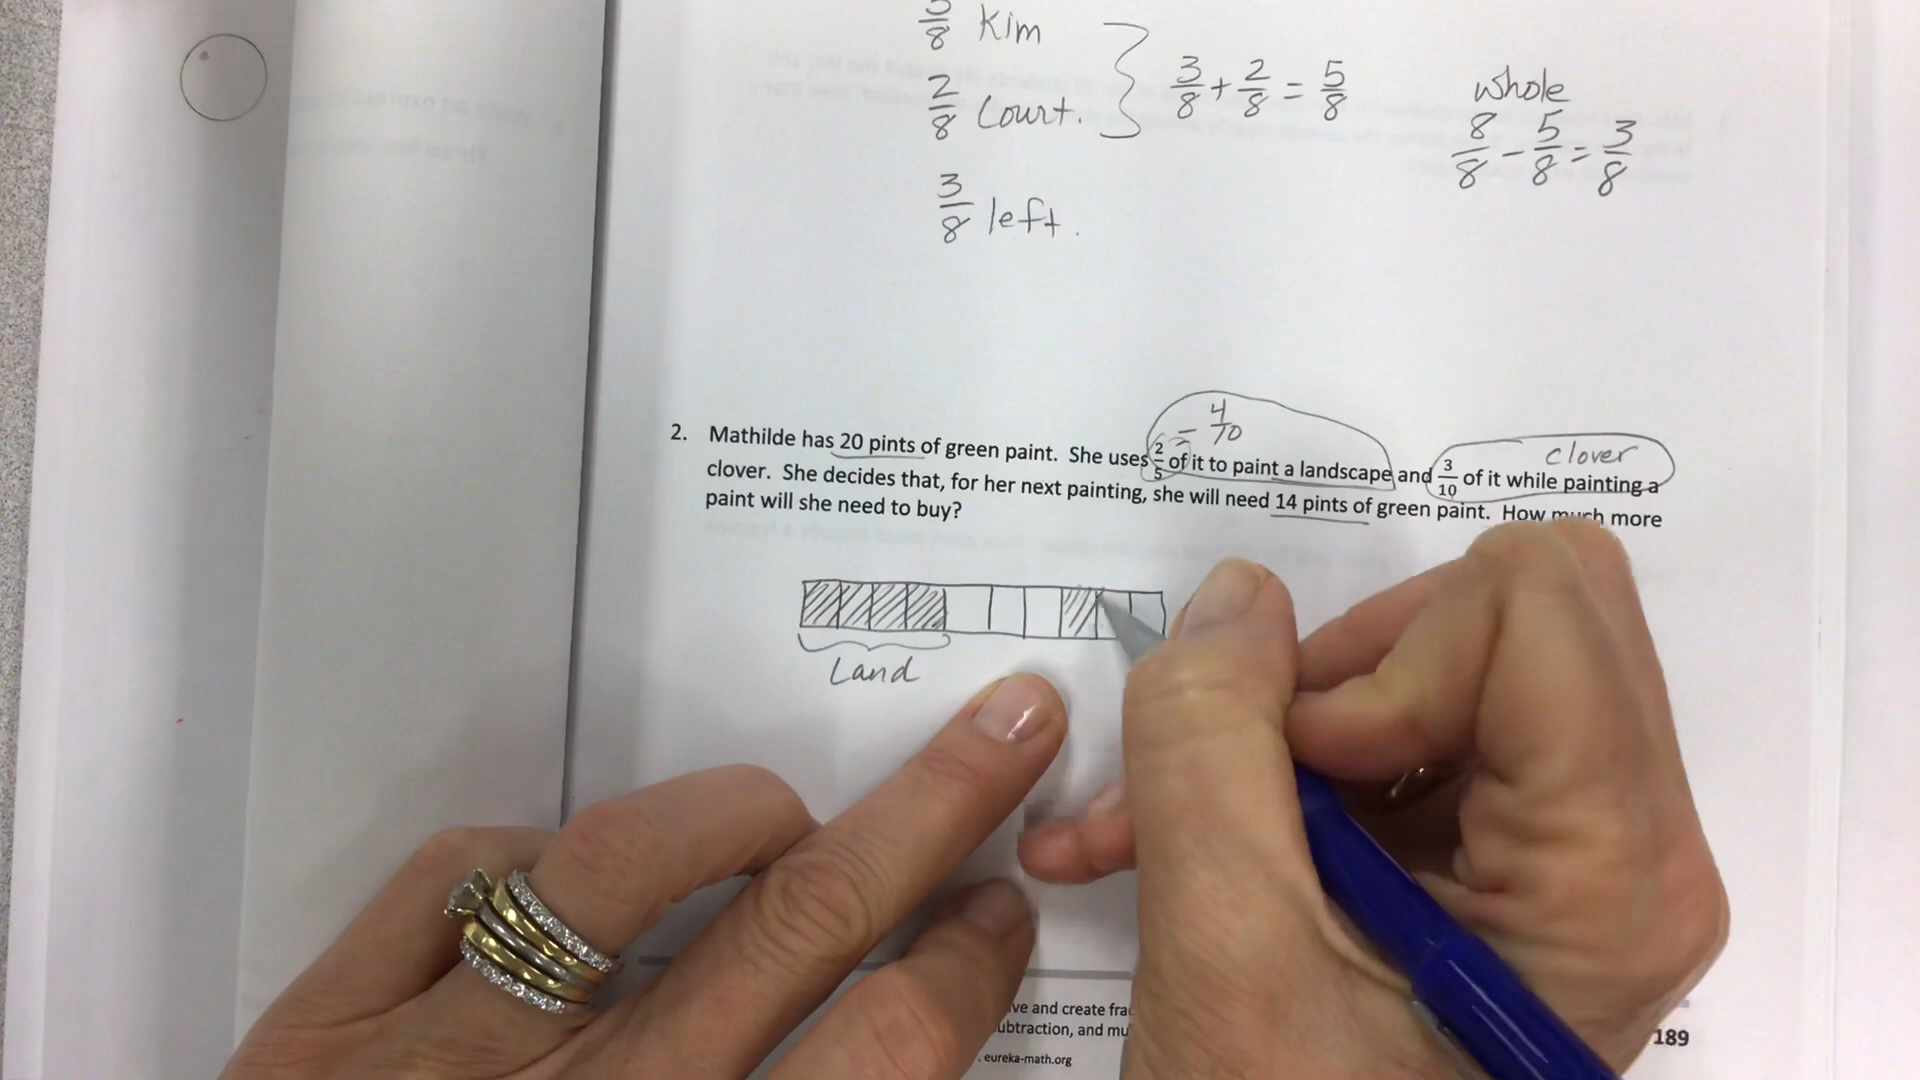 3/8 Kim
2/8 Court. 3/8 + 2/8 = 5/8
3/8 left.
whole
8/8 - 5/8 = 3/8
= 4/10
clover
2. Mathilde has 20 pints of green paint. She uses 2/5 of it to paint a landscape and 3/10 of it while painting a
clover. She decides that, for her next painting, she will need 14 pints of green paint. How much more
paint will she need to buy?
Land
ive and create
ubtraction, and
eureka-math.org
189